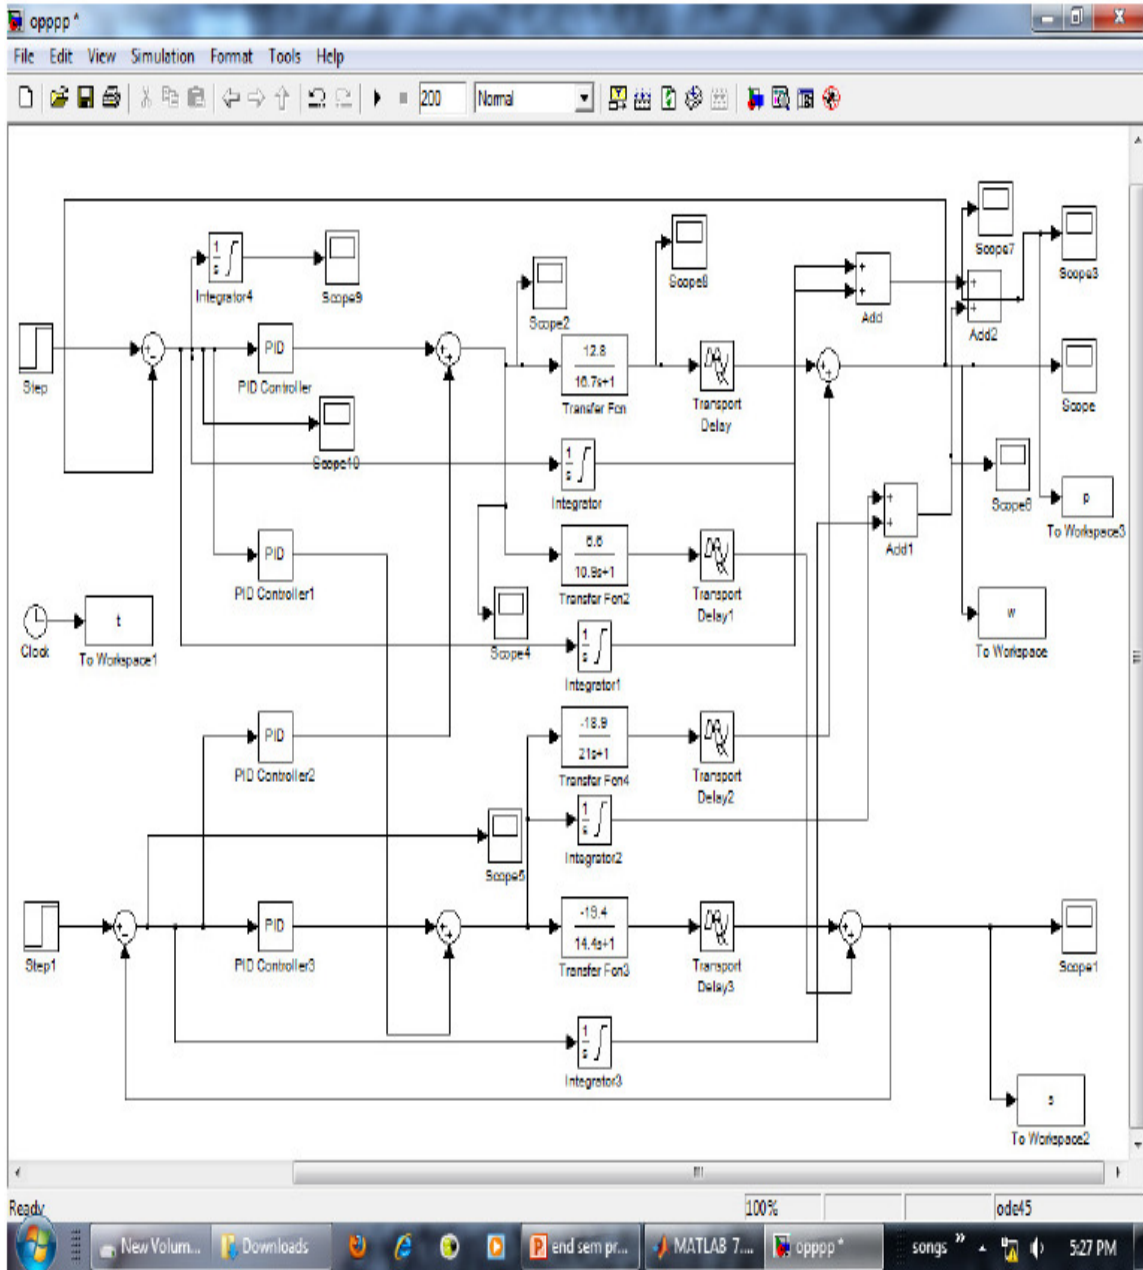 opppp *
File Edit View Simulation Format Tools Help
200 Normal
Scope7
Scope3
Integrator4
Scope9
Scope2
Scope8
Add
Add2
Step
PID
PID Controller
12.8
16.7s+1
Transfer Fcn
Transport
Delay
Scope
Scope10
Integrator
Scope6
p
To Workspace3
Add1
PID
PID Controller1
6.6
10.9s+1
Transfer Fcn2
Transport
Delay1
Clock
t
To Workspace1
Scope4
Integrator1
w
To Workspace
PID
PID Controller2
-18.9
21s+1
Transfer Fcn4
Transport
Delay2
Integrator2
Scope5
Step1
PID
PID Controller3
-19.4
14.4s+1
Transfer Fcn3
Transport
Delay3
Scope1
Integrator3
s
To Workspace2
Ready 100% ode45
New Volum... Downloads end sem pr... MATLAB 7.... opppp * songs » 5:27 PM